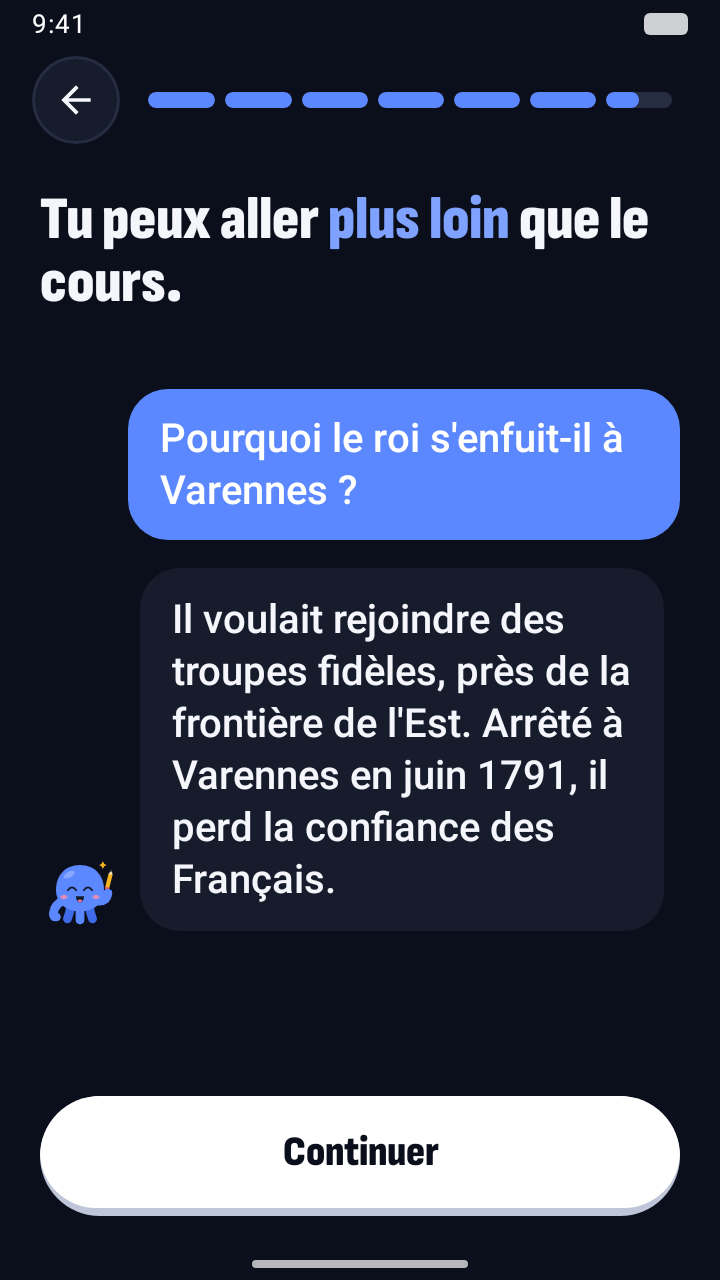 9:41
Tu peux aller plus loin que le
cours.
Pourquoi le roi s'enfuit-il à
Varennes ?
Il voulait rejoindre des
troupes fidèles, près de la
frontière de l'Est. Arrêté à
Varennes en juin 1791, il
perd la confiance des
Français.
Continuer